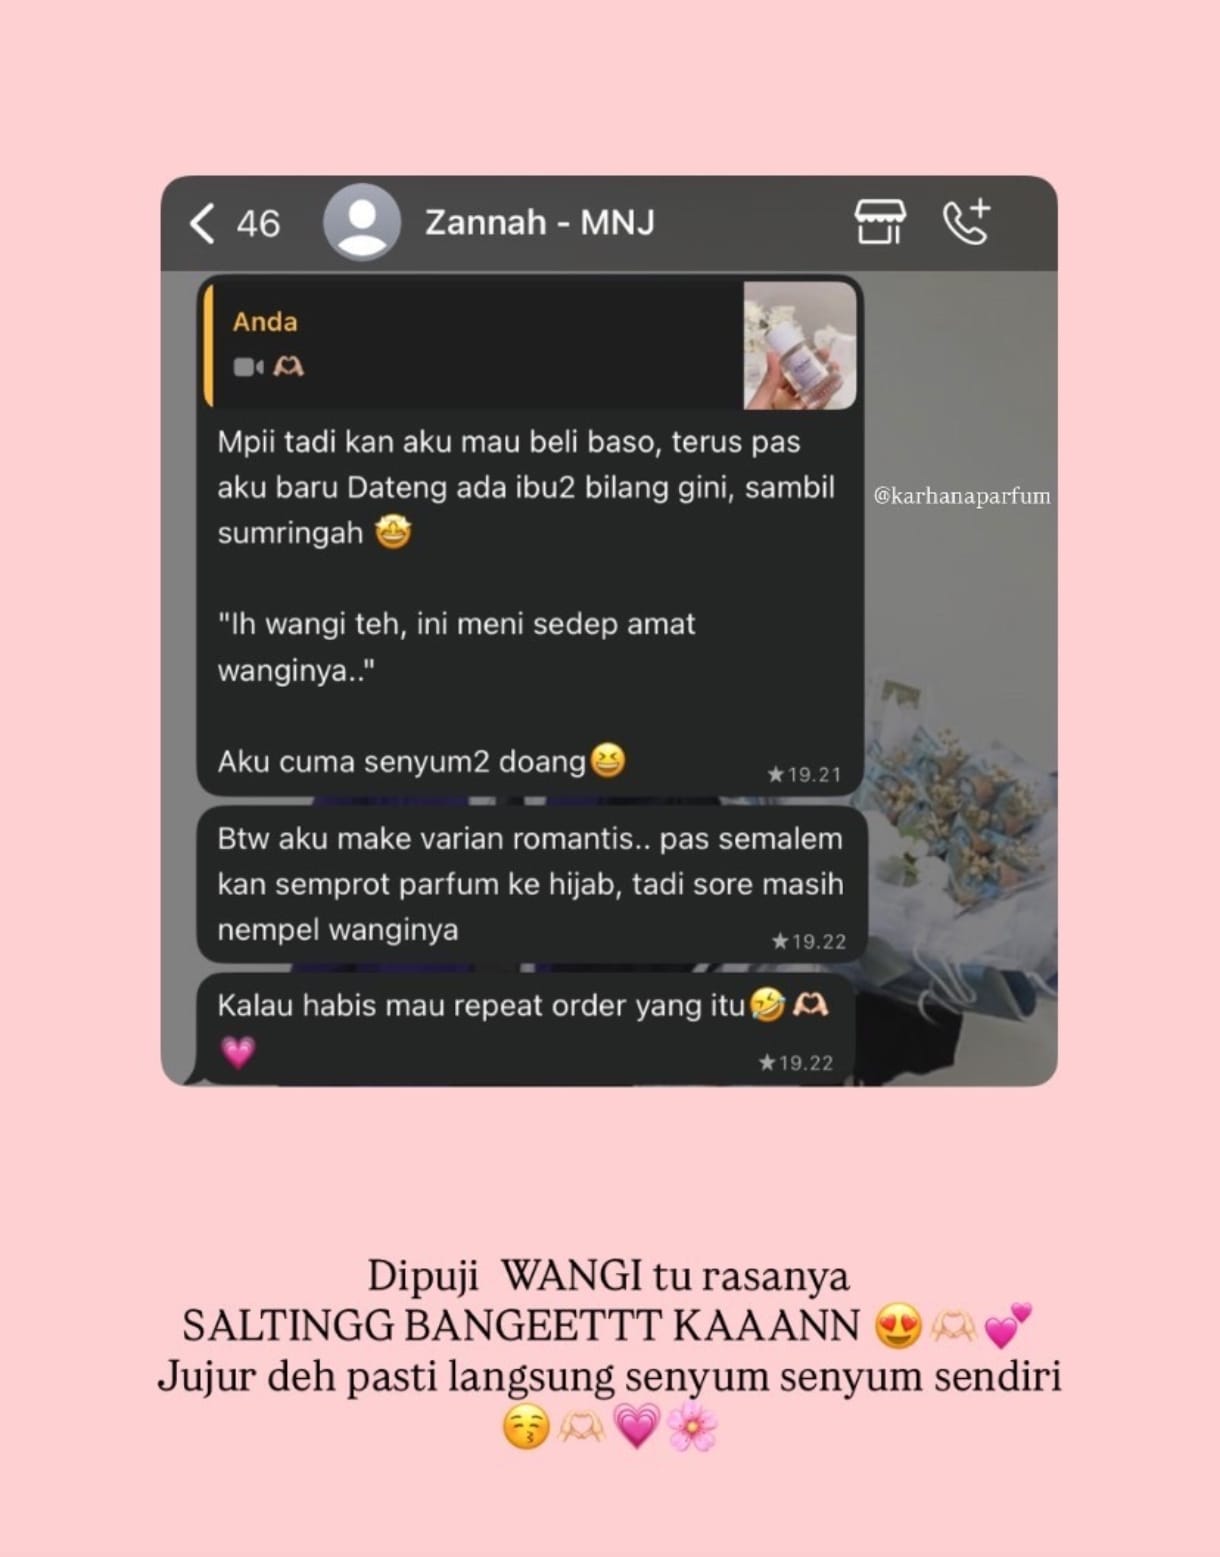 46 Zannah - MNJ
Anda
🫶🏻
Mpii tadi kan aku mau beli baso, terus pas
aku baru Dateng ada ibu2 bilang gini, sambil
sumringah 🤩
"Ih wangi teh, ini meni sedep amat
wanginya.."
Aku cuma senyum2 doang😆
★19.21
@karhanaparfum
Btw aku make varian romantis.. pas semalem
kan semprot parfum ke hijab, tadi sore masih
nempel wanginya
★19.22
Kalau habis mau repeat order yang itu🤣🫶🏻
💗
★19.22
Dipuji WANGI tu rasanya
SALTINGG BANGEETTT KAAANN 😍🫶🏻💕
Jujur deh pasti langsung senyum senyum sendiri
😚🫶🏻💗🌸